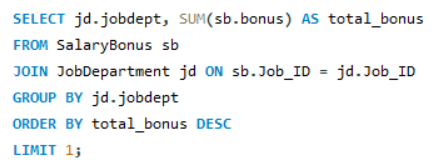 SELECT jd.jobdept, SUM(sb.bonus) AS total_bonus
FROM SalaryBonus sb
JOIN JobDepartment jd ON sb.Job_ID = jd.Job_ID
GROUP BY jd.jobdept
ORDER BY total_bonus DESC
LIMIT 1;